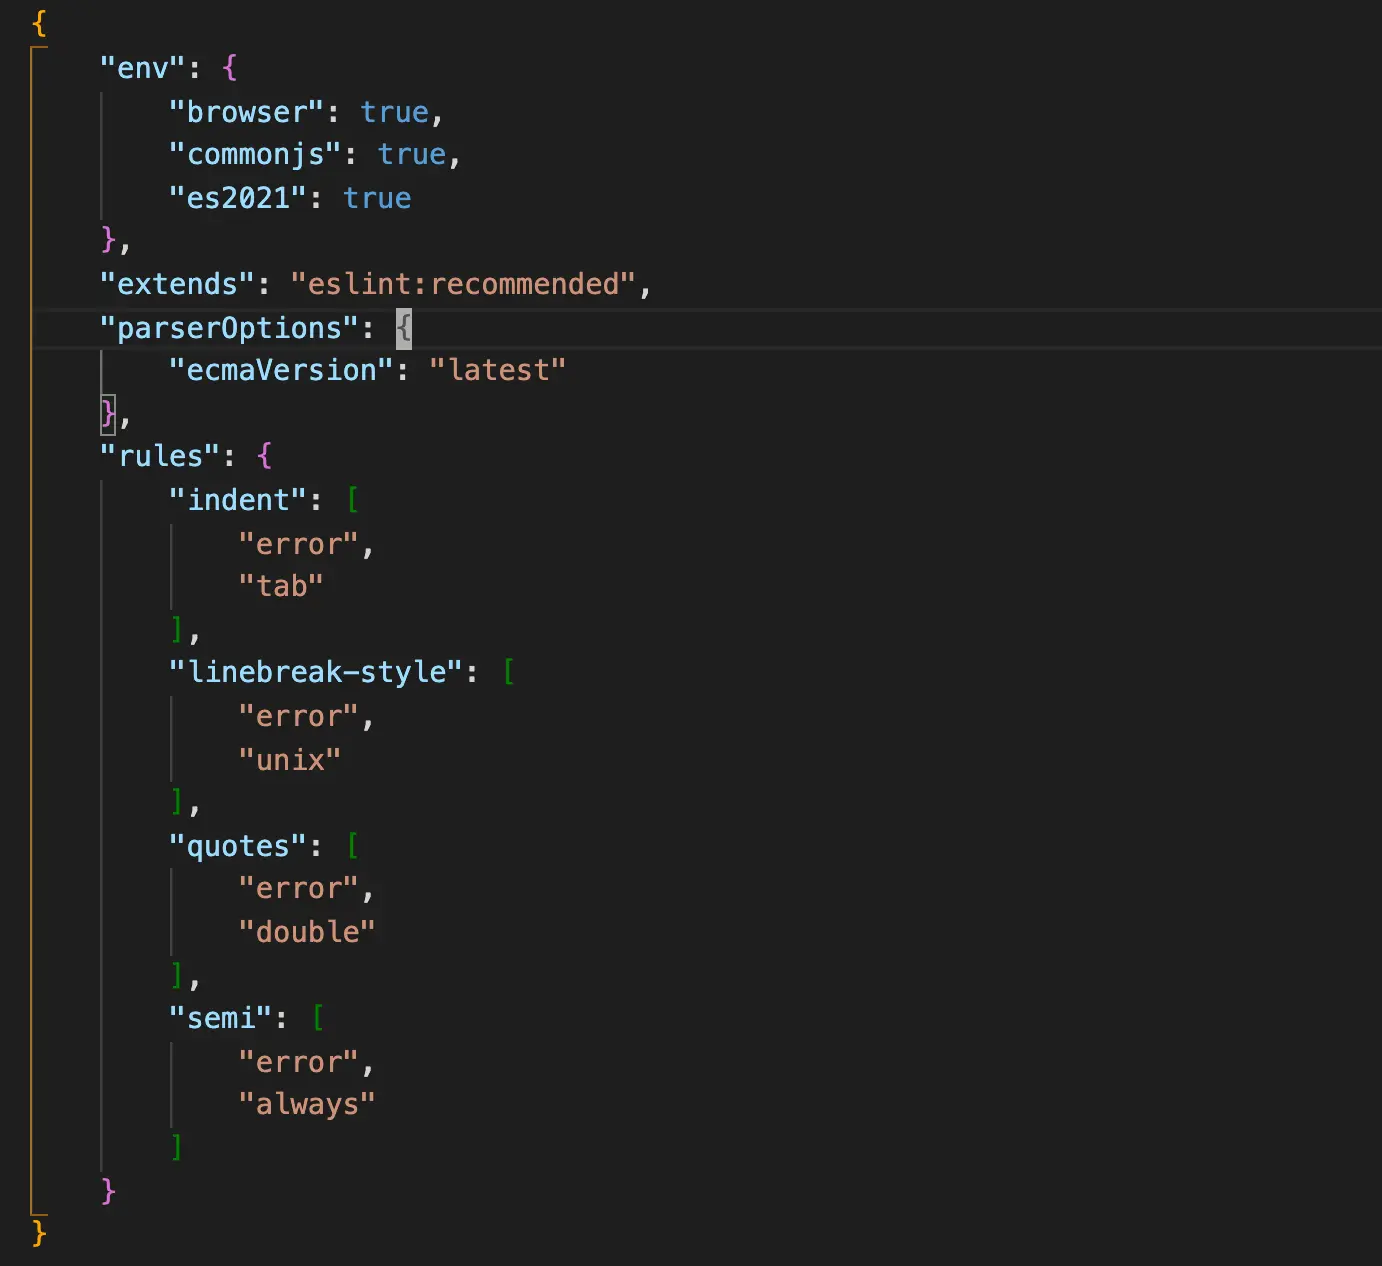 {
    "env": {
        "browser": true,
        "commonjs": true,
        "es2021": true
    },
    "extends": "eslint:recommended",
    "parserOptions": {
        "ecmaVersion": "latest"
    },
    "rules": {
        "indent": [
            "error",
            "tab"
        ],
        "linebreak-style": [
            "error",
            "unix"
        ],
        "quotes": [
            "error",
            "double"
        ],
        "semi": [
            "error",
            "always"
        ]
    }
}